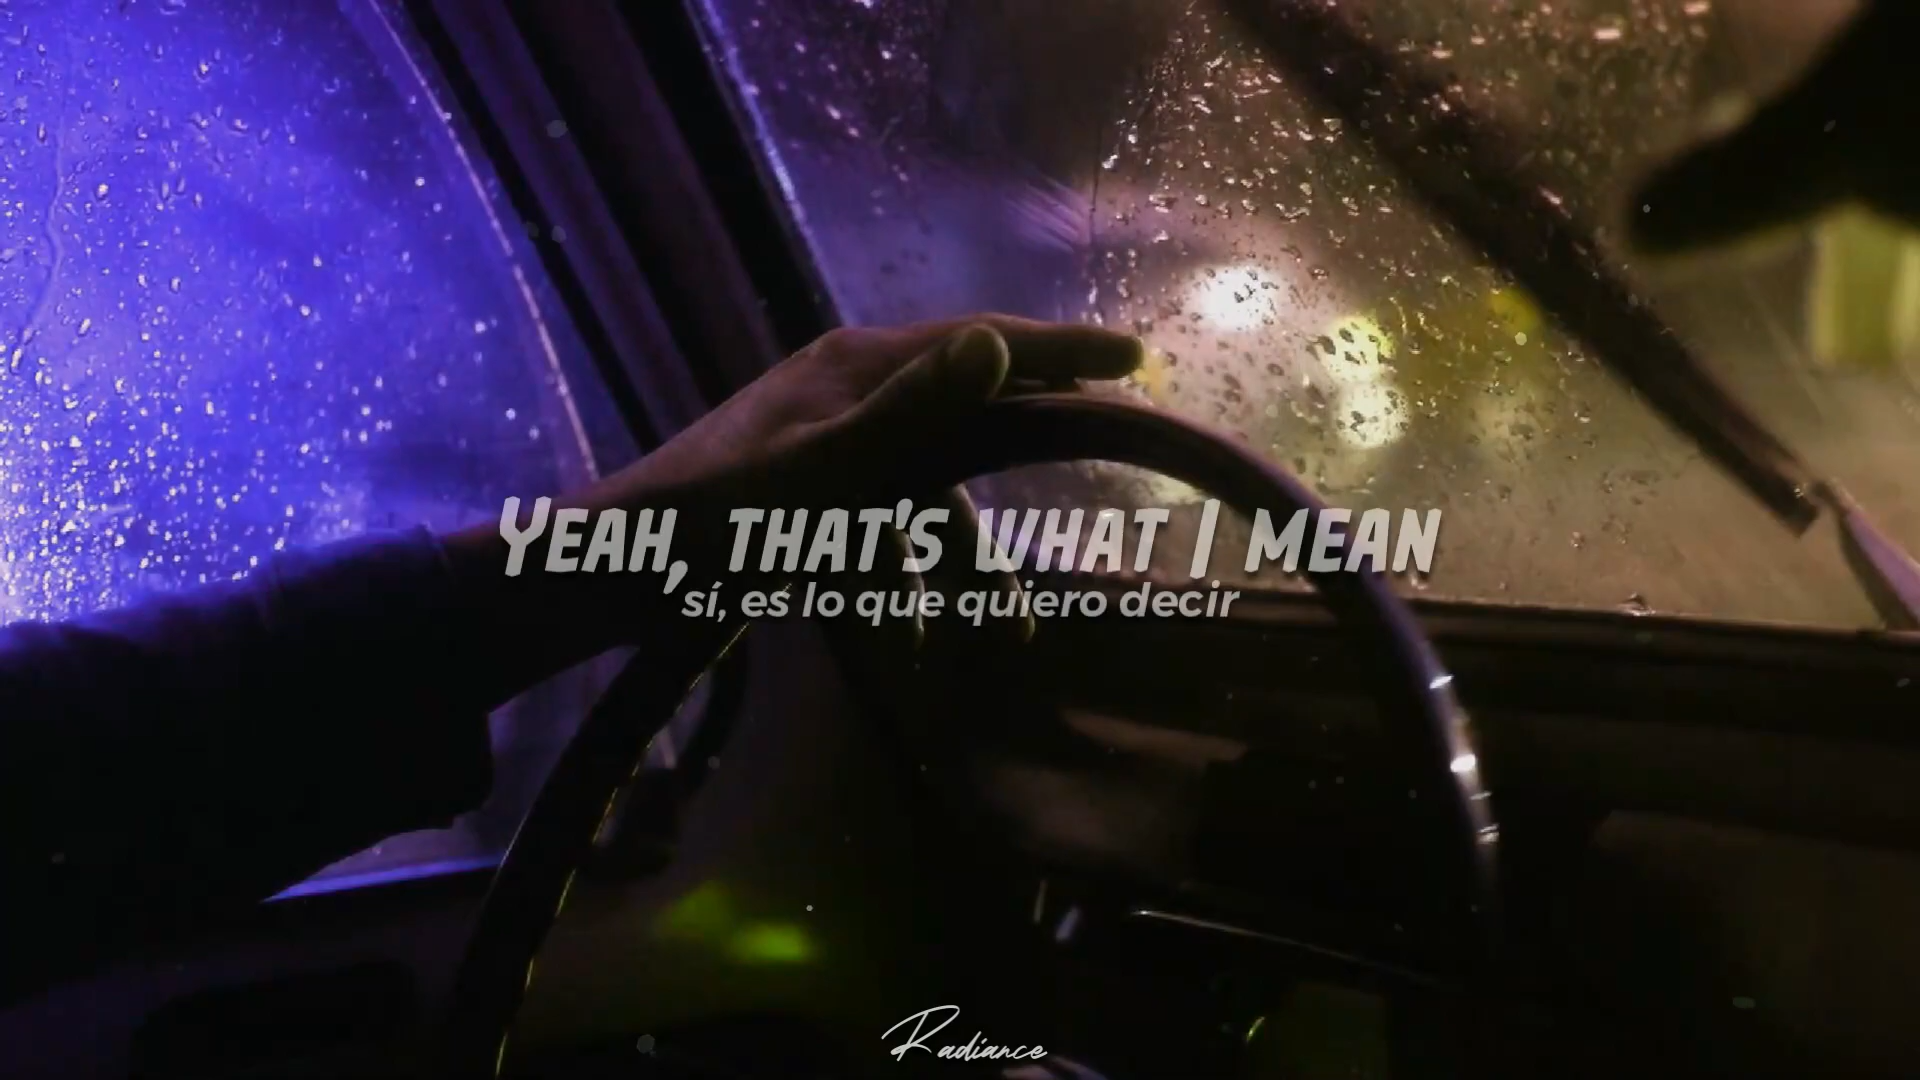 YEAH, THAT'S WHAT I MEAN
sí, es lo que quiero decir
Radiance